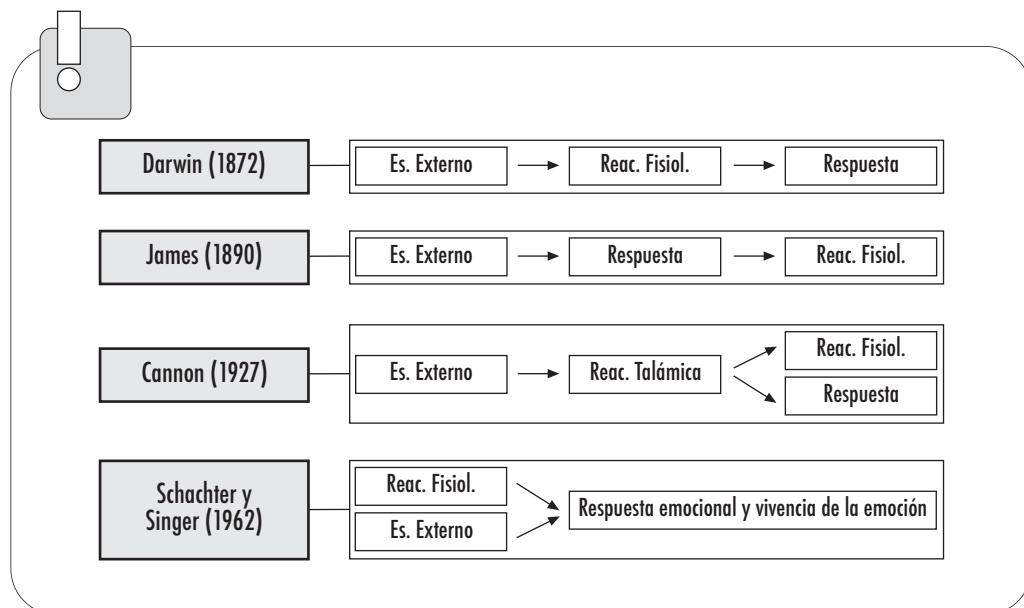 Darwin (1872)
Es. Externo
Reac. Fisiol.
Respuesta
James (1890)
Es. Externo
Respuesta
Reac. Fisiol.
Cannon (1927)
Es. Externo
Reac. Talámica
Reac. Fisiol.
Respuesta
Schachter y
Singer (1962)
Reac. Fisiol.
Es. Externo
Respuesta emocional y vivencia de la emoción